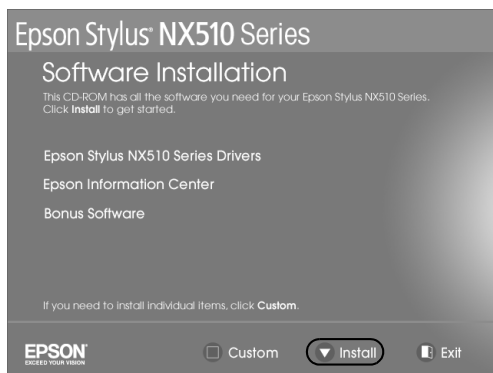 Epson Stylus® NX510 Series
Software Installation
This CD-ROM has all the software you need for your Epson Stylus NX510 Series.
Click Install to get started.
Epson Stylus NX510 Series Drivers
Epson Information Center
Bonus Software
If you need to install individual items, click Custom.
EPSON®
EXCEED YOUR VISION
Custom
Install
Exit